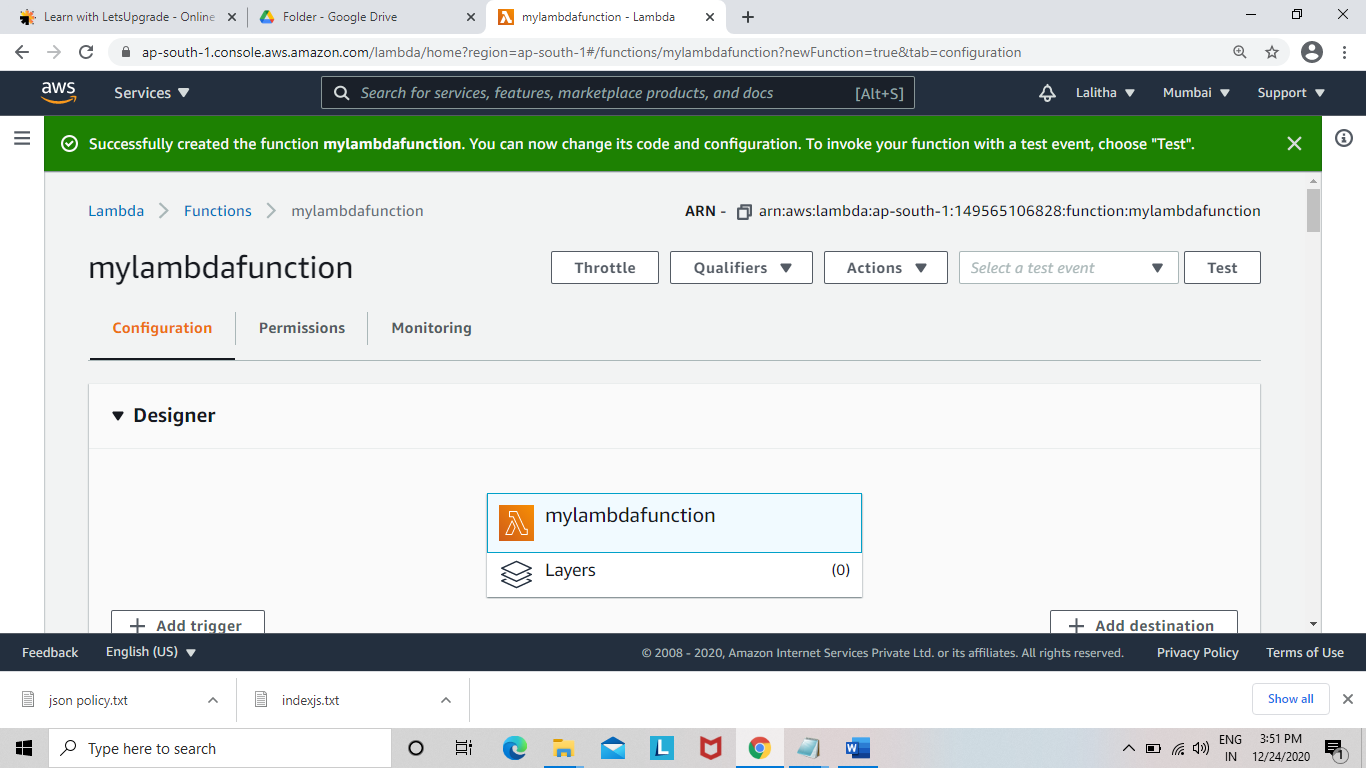 Learn with LetsUpgrade - Online
Folder - Google Drive
mylambdafunction - Lambda
ap-south-1.console.aws.amazon.com/lambda/home?region=ap-south-1#/functions/mylambdafunction?newFunction=true&tab=configuration
aws
Services
Search for services, features, marketplace products, and docs [Alt+S]
Lalitha
Mumbai
Support
Successfully created the function mylambdafunction. You can now change its code and configuration. To invoke your function with a test event, choose "Test".
Lambda
Functions
mylambdafunction
ARN - arn:aws:lambda:ap-south-1:149565106828:function:mylambdafunction
mylambdafunction
Throttle
Qualifiers
Actions
Select a test event
Test
Configuration
Permissions
Monitoring
Designer
mylambdafunction
Layers (0)
+ Add trigger
+ Add destination
Feedback
English (US)
© 2008 - 2020, Amazon Internet Services Private Ltd. or its affiliates. All rights reserved.
Privacy Policy
Terms of Use
json policy.txt
indexjs.txt
Show all
Type here to search
L
W
ENG
IN
3:51 PM
12/24/2020
1